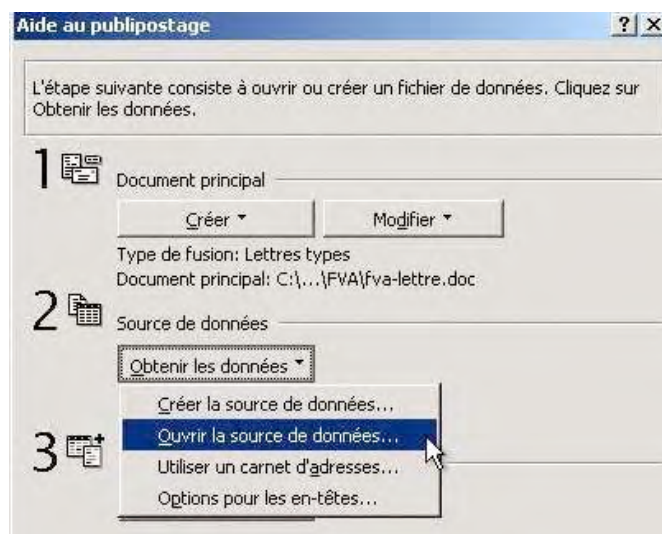 Aide au publipostage
L'étape suivante consiste à ouvrir ou créer un fichier de données. Cliquez sur
Obtenir les données.
1
Document principal
Créer
Modifier
Type de fusion: Lettres types
Document principal: C:\...\FVA\fva-lettre.doc
2
Source de données
Obtenir les données
Créer la source de données...
Ouvrir la source de données...
3
Utiliser un carnet d'adresses...
Options pour les en-têtes...